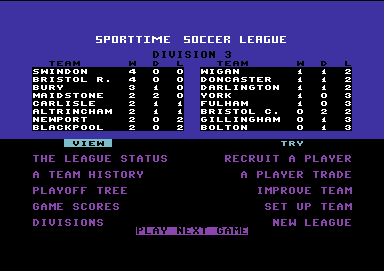 SPORTTIME SOCCER LEAGUE
DIVISION 3
TEAM W D L TEAM W D L
SWINDON 4 0 0 WIGAN 1 1 2
BRISTOL R. 4 0 0 DONCASTER 1 1 2
BURY 3 1 0 DARLINGTON 1 1 2
MAIDSTONE 2 2 0 YORK 1 0 3
CARLISLE 2 1 1 FULHAM 1 0 3
ALTRINCHAM 2 1 1 BRISTOL C. 0 2 2
NEWPORT 2 0 2 GILLINGHAM 0 1 3
BLACKPOOL 2 0 2 BOLTON 0 1 3
VIEW TRY
THE LEAGUE STATUS RECRUIT A PLAYER
A TEAM HISTORY A PLAYER TRADE
PLAYOFF TREE IMPROVE TEAM
GAME SCORES SET UP TEAM
DIVISIONS NEW LEAGUE
PLAY NEXT GAME